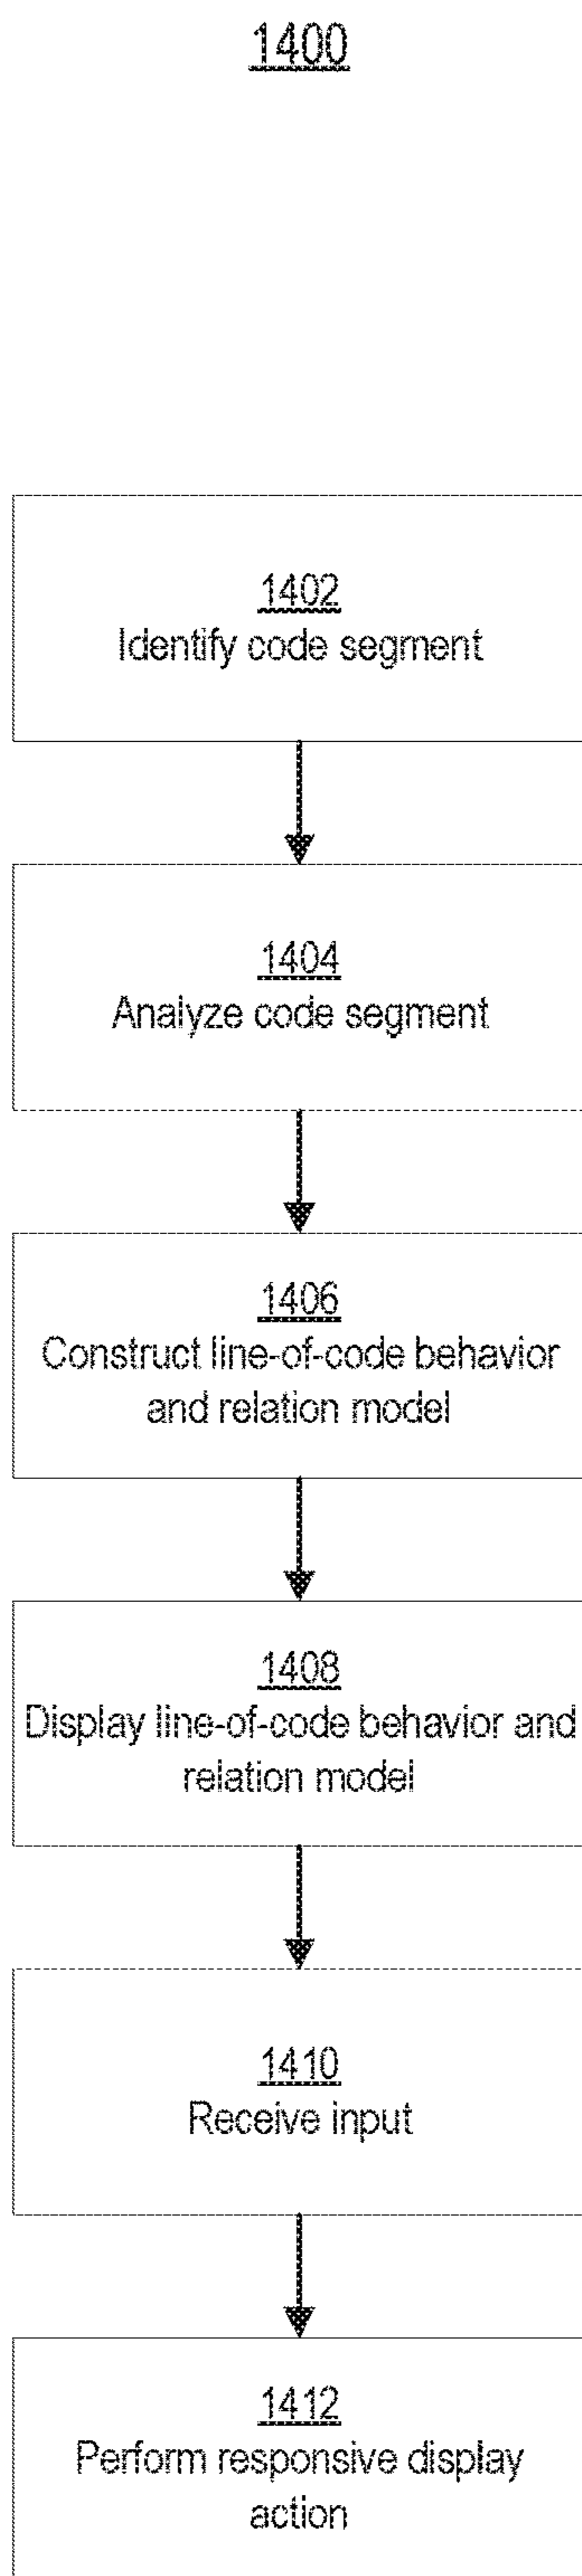 1400
1402
Identify code segment
1404
Analyze code segment
1406
Construct line-of-code behavior
and relation model
1408
Display line-of-code behavior and
relation model
1410
Receive input
1412
Perform responsive display
action